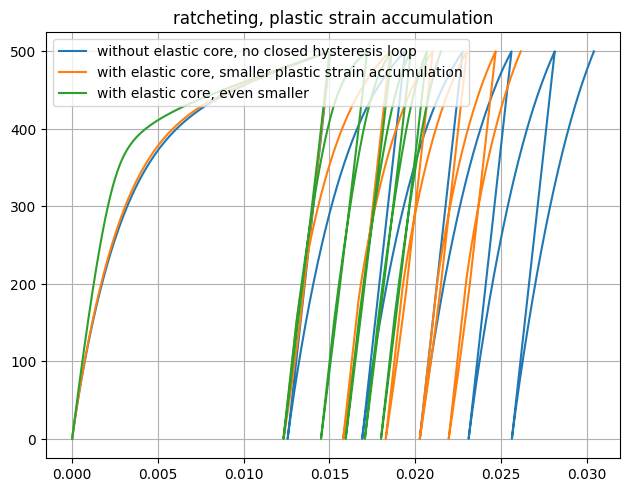 ratcheting, plastic strain accumulation
500
without elastic core, no closed hysteresis loop
with elastic core, smaller plastic strain accumulation
with elastic core, even smaller
400
300
200
100
0
0.000 0.005 0.010 0.015 0.020 0.025 0.030